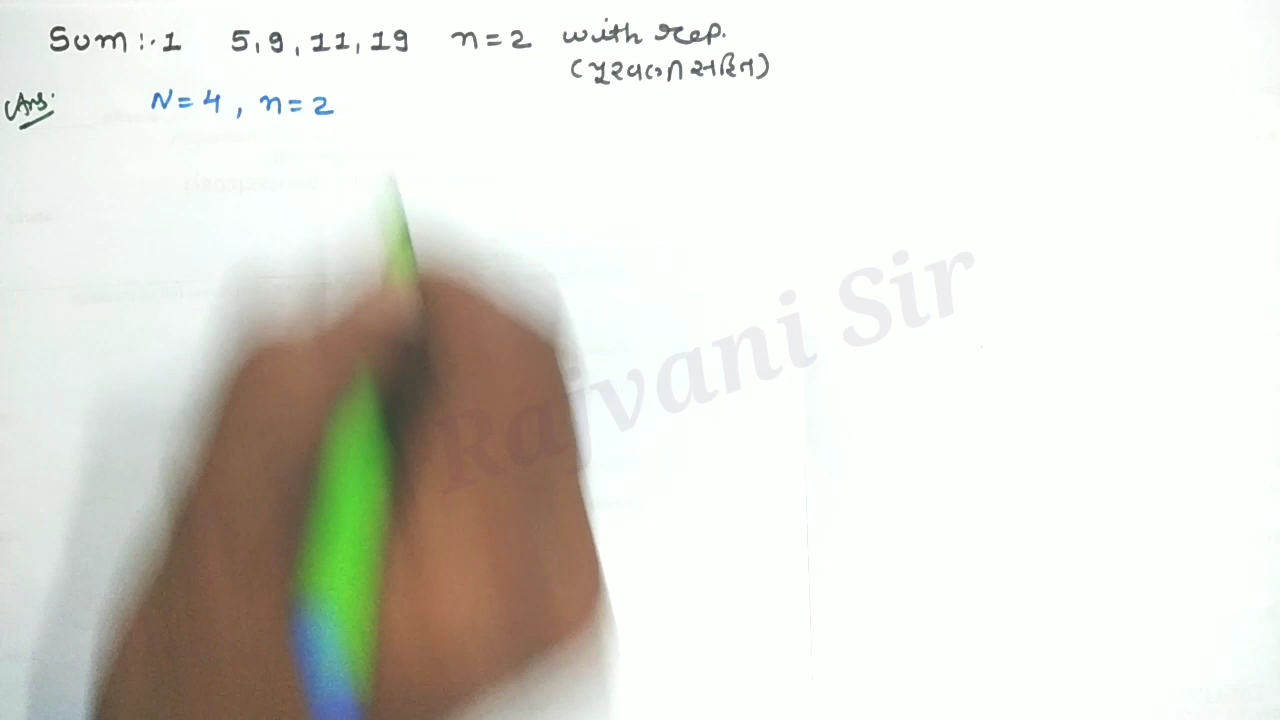 Sum :- 1 5, 9, 11, 19 n = 2 with rep.
(પુરવણી સહિત)
Ans. N = 4 , n = 2
Rajvani Sir